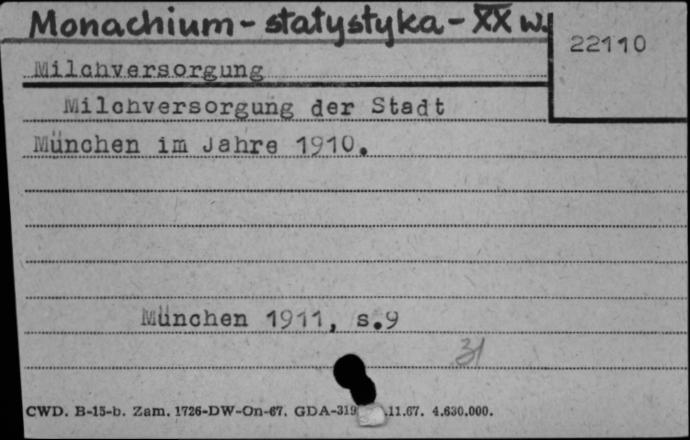 Monachium - statystyka - XX w.
22110
Milchversorgung
Milchversorgung der Stadt
München im Jahre 1910.
München 1911, s.9
31
CWD. B-15-b. Zam. 1726-DW-On-67. GDA-319 .11.67. 4.630.000.